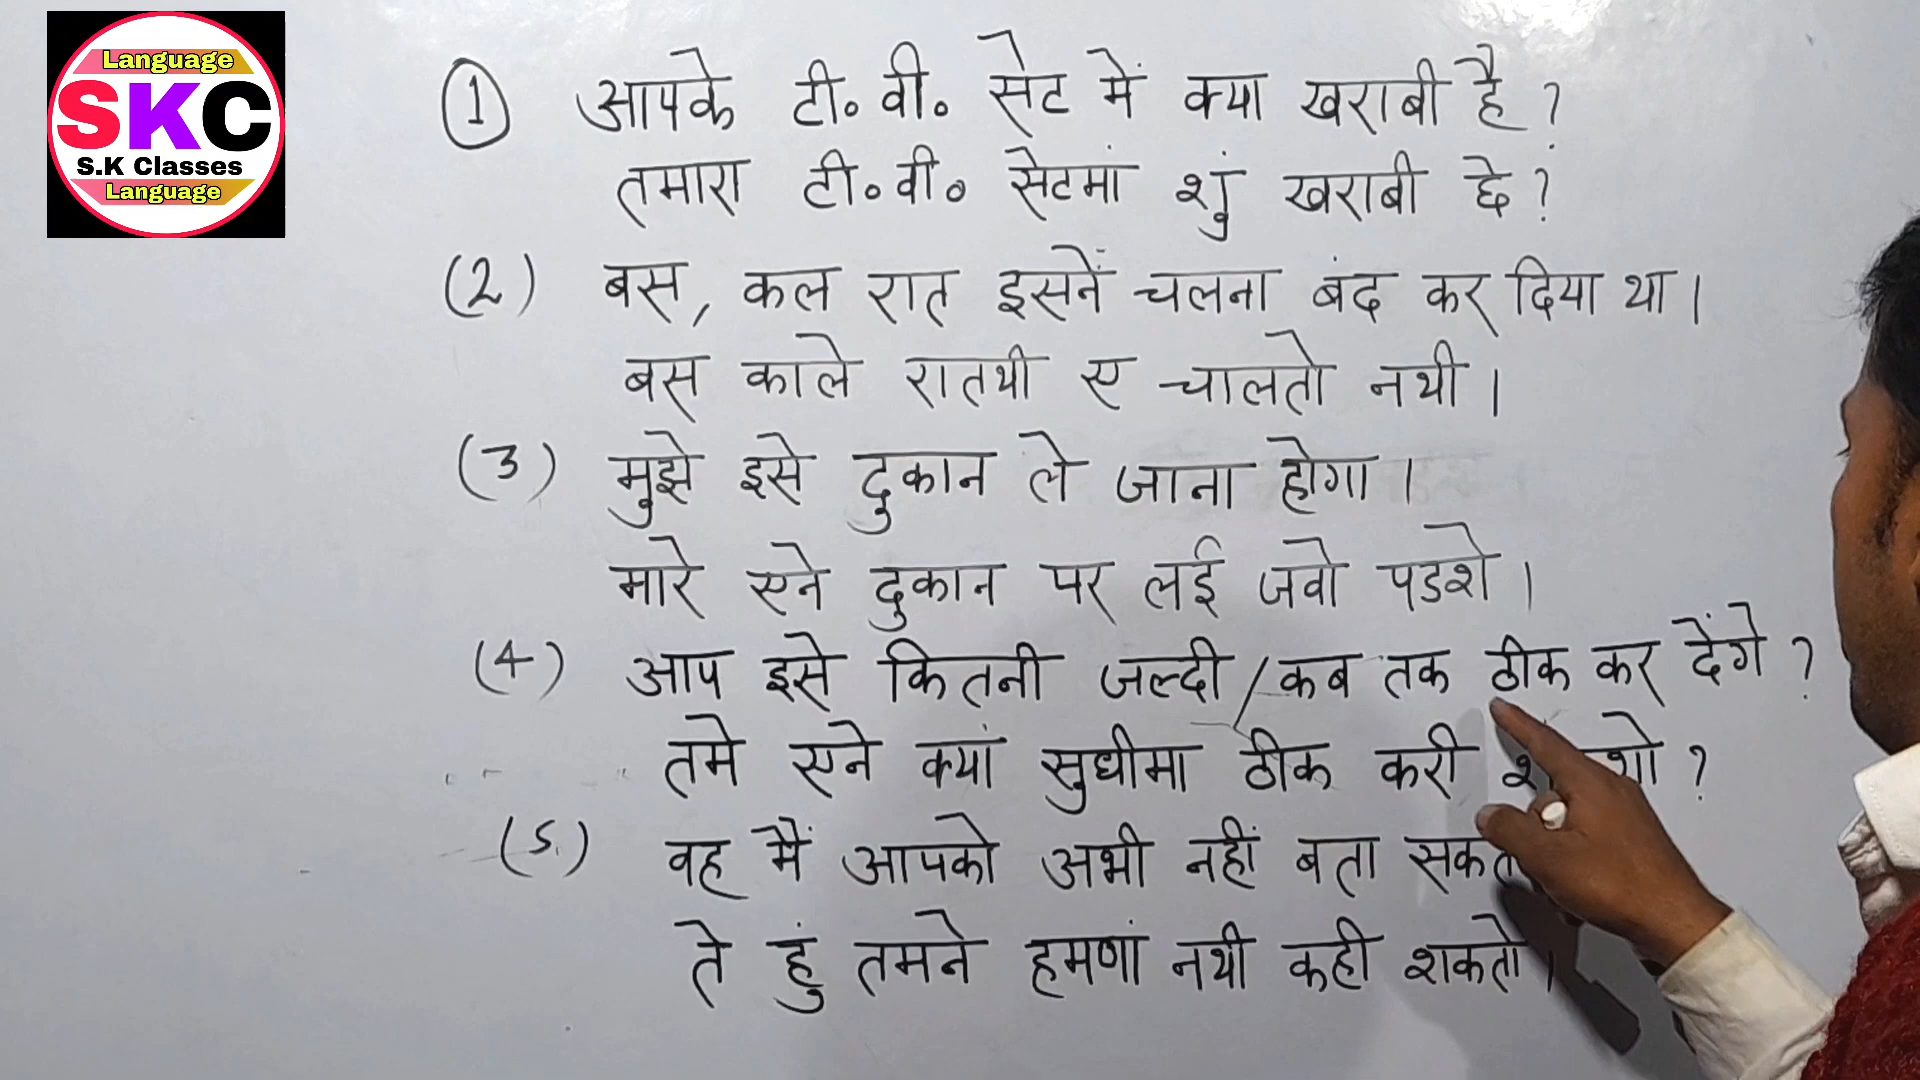 Language
SKC
S.K Classes
Language
① आपके टी॰ वी॰ सेट में क्या खराबी है ?
तमारा टी॰ वी॰ सेटमां शुं खराबी छे ?
(2) बस, कल रात इसनें चलना बंद कर दिया था।
बस काले रातथी ए चालतो नथी।
(3) मुझे इसे दुकान ले जाना होगा।
मारे एने दुकान पर लई जवो पडशे।
(4) आप इसे कितनी जल्दी / कब तक ठीक कर देंगे ?
तमे एने क्यां सुधीमा ठीक करी ?
(5.) वह मैं आपको अभी नहीं बता
ते हुं तमने हमणां नथी कही शकतो।